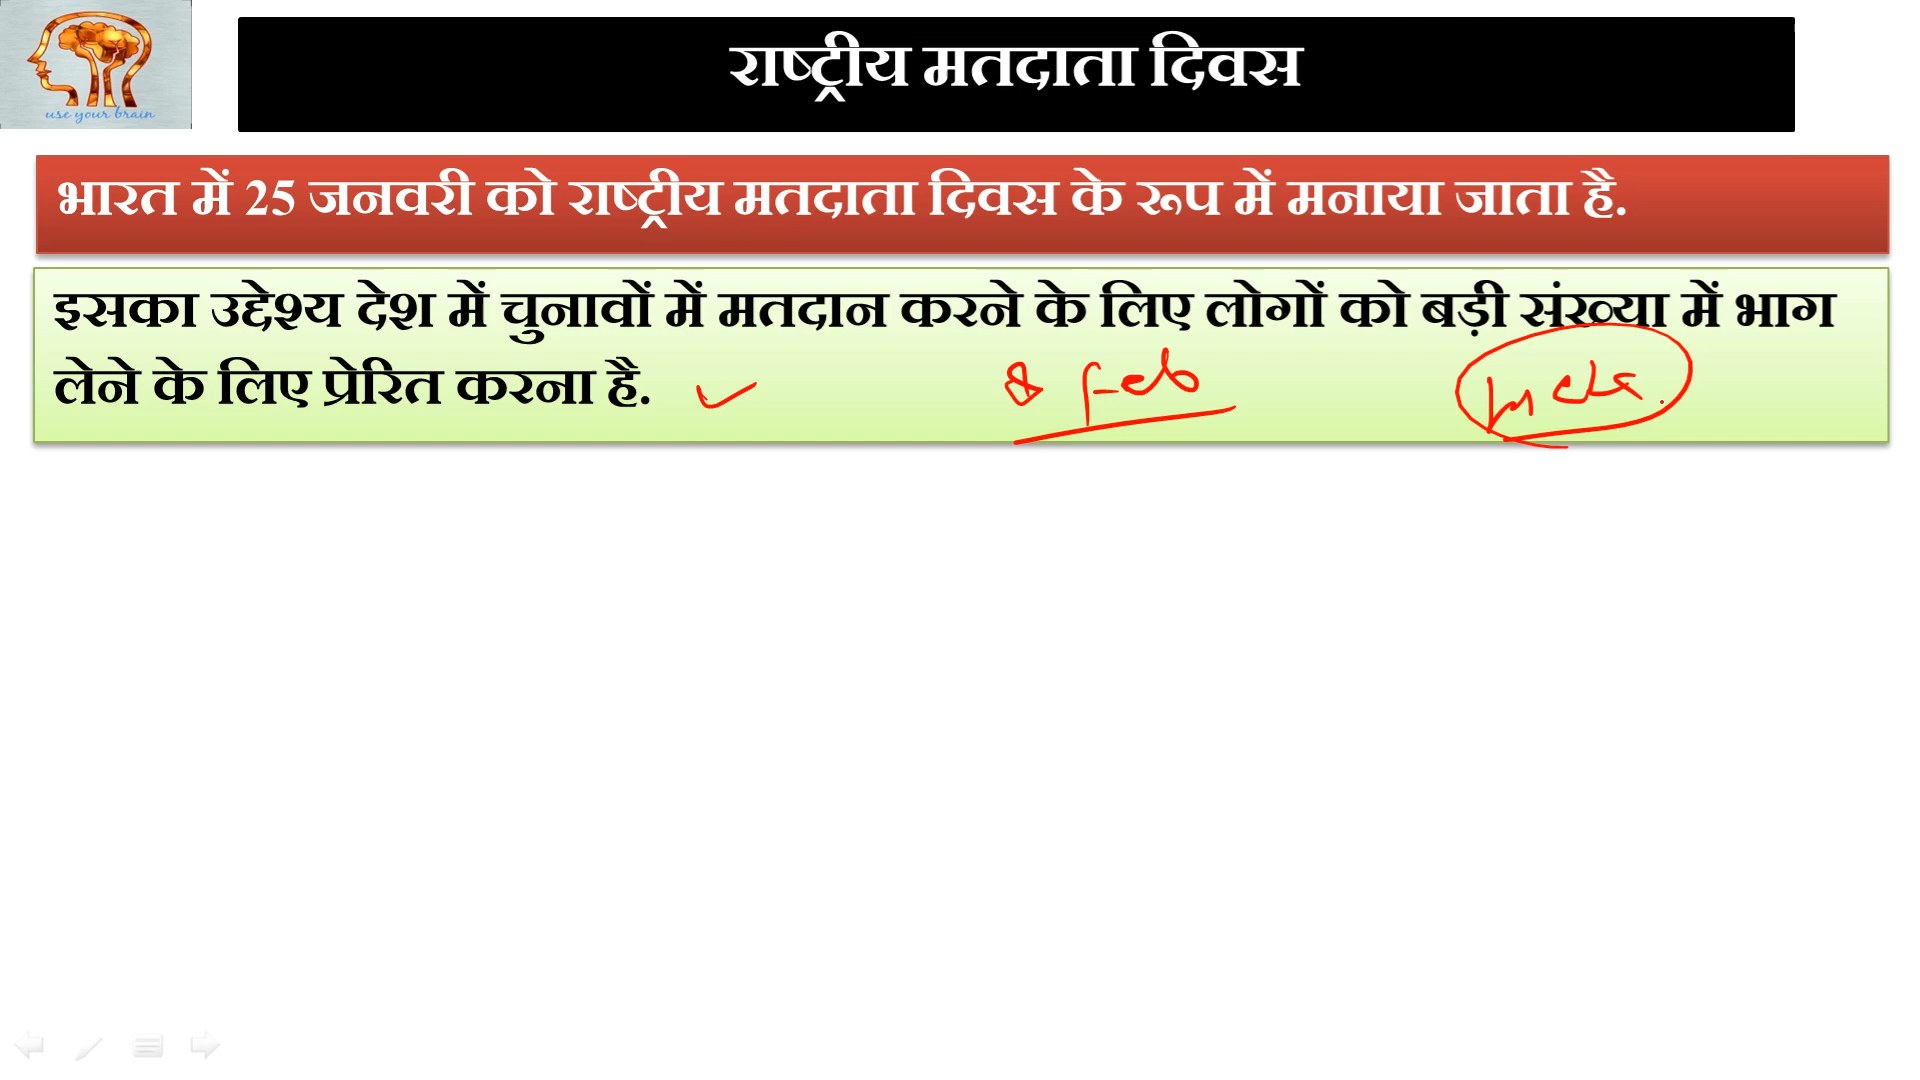 use your brain
राष्ट्रीय मतदाता दिवस
भारत में 25 जनवरी को राष्ट्रीय मतदाता दिवस के रूप में मनाया जाता है.
इसका उद्देश्य देश में चुनावों में मतदान करने के लिए लोगों को बड़ी संख्या में भाग
लेने के लिए प्रेरित करना है.
8 Feb